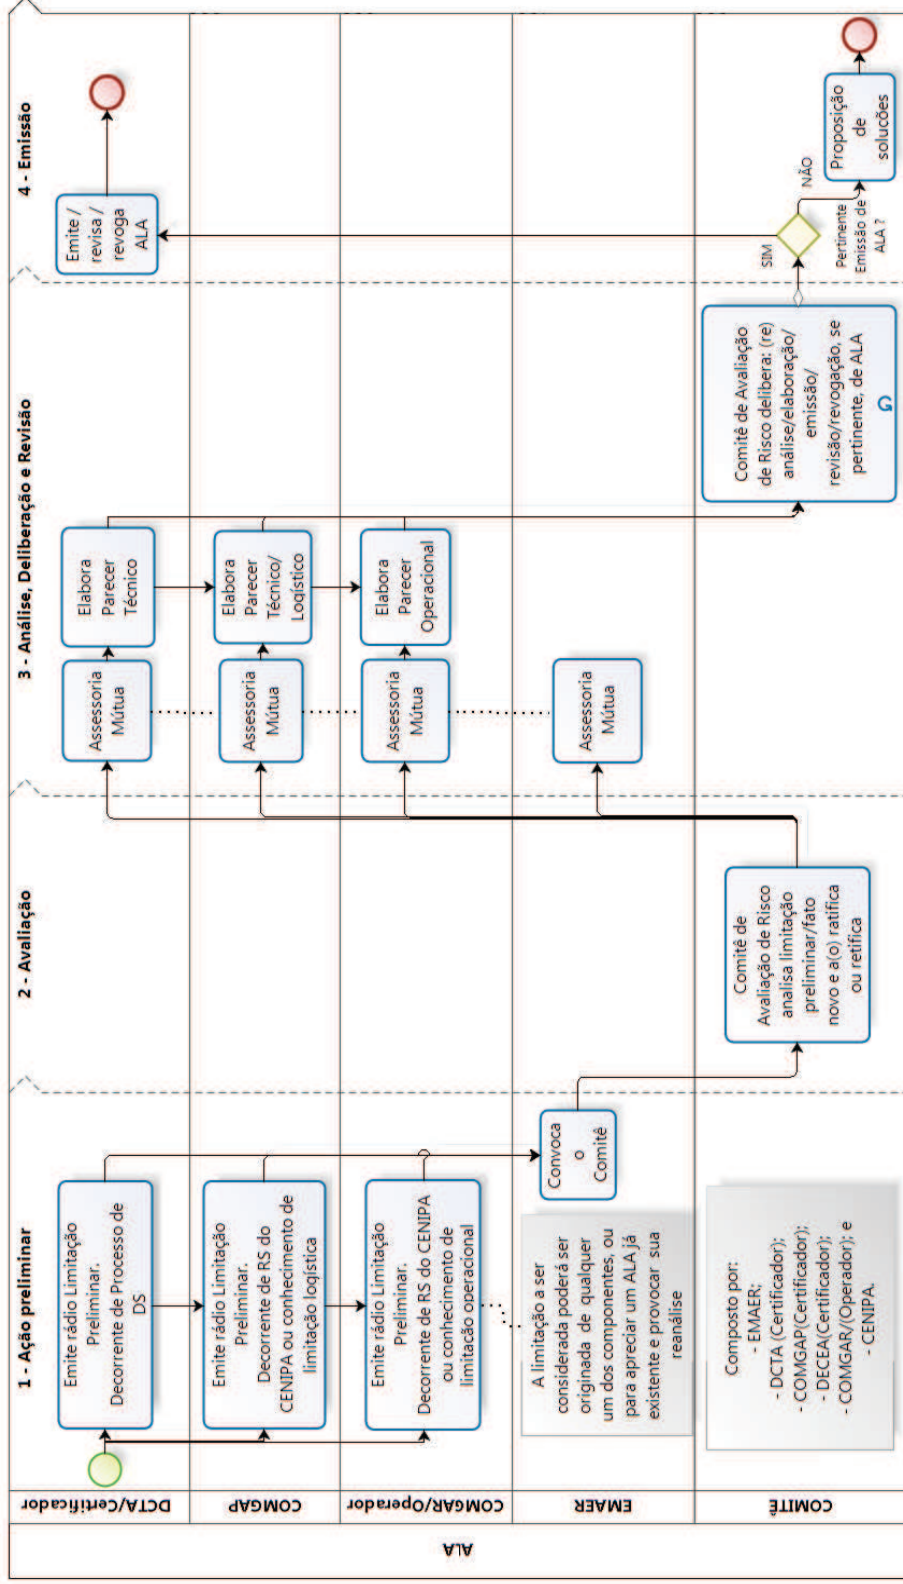 ALA
DCTA/Certificador
COMGAP
COMGAR/Operador
EMAER
COMITÊ
1 - Ação preliminar
2 - Avaliação
3 - Análise, Deliberação e Revisão
4 - Emissão
Emite rádio Limitação
Preliminar.
Decorrente de Processo de
DS
Emite rádio Limitação
Preliminar.
Decorrente de RS do
CENIPA ou conhecimento de
limitação logística
Emite rádio Limitação
Preliminar.
Decorrente de RS do CENIPA
ou conhecimento de
limitacão operacional
A limitação a ser
considerada poderá ser
originada de qualquer
um dos componentes, ou
para apreciar um ALA já
existente e provocar sua
reanálise
Convoca
o
Comitê
Composto por:
- EMAER;
- DCTA (Certificador);
- COMGAP(Certificador);
- DECEA(Certificador);
- COMGAR/(Operador); e
- CENIPA.
Comitê de
Avaliação de Risco
analisa limitação
preliminar/fato
novo e a(o) ratifica
ou retifica
Assessoria
Mútua
Assessoria
Mútua
Assessoria
Mútua
Assessoria
Mútua
Elabora
Parecer
Técnico
Elabora
Parecer
Técnico/
Logístico
Elabora
Parecer
Operacional
Comitê de Avaliação
de Risco delibera: (re)
análise/elaboração/
emissão/
revisão/revogação, se
pertinente, de ALA
Emite /
revisa /
revoga
ALA
SIM
NÃO
Pertinente
Emissão de
ALA ?
Proposição
de
solucões